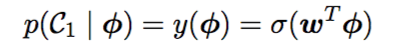 p(𝒞₁ | ϕ) = y(ϕ) = σ(wᵀϕ)